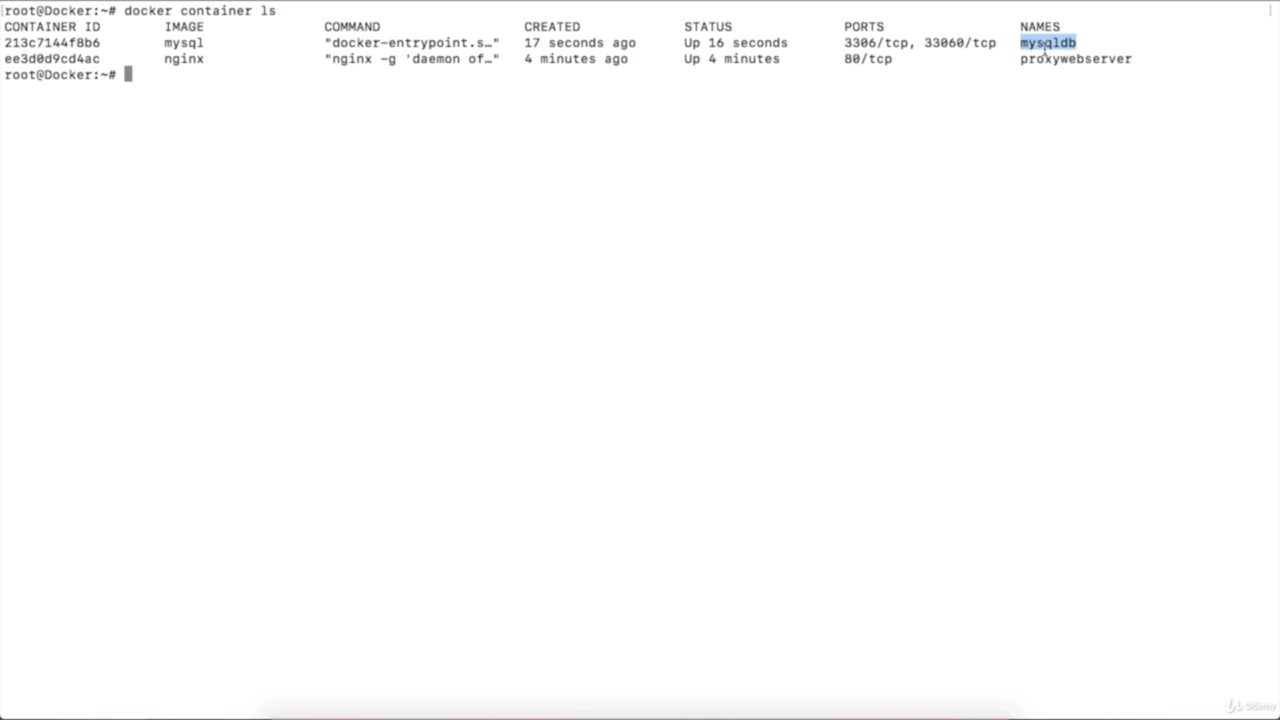 root@Docker:~# docker container ls
CONTAINER ID IMAGE COMMAND CREATED STATUS PORTS NAMES
213c7144f8b6 mysql "docker-entrypoint.s…" 17 seconds ago Up 16 seconds 3306/tcp, 33060/tcp mysqldb
ee3d0d9cd4ac nginx "nginx -g 'daemon of…" 4 minutes ago Up 4 minutes 80/tcp proxywebserver
root@Docker:~#
Udemy